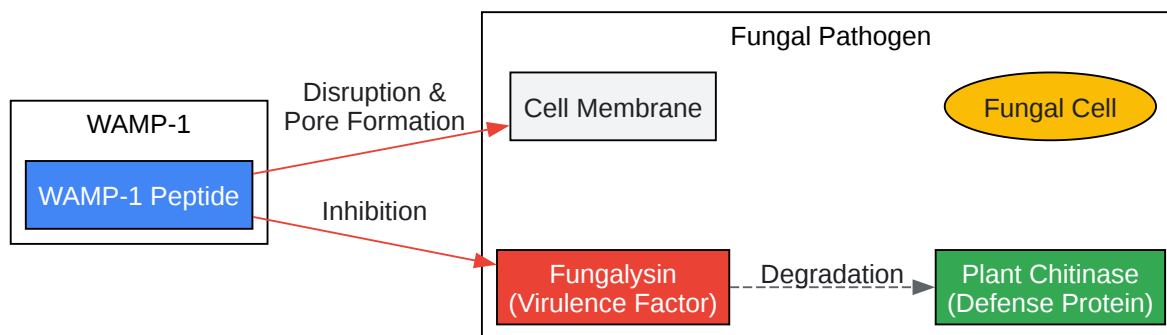 WAMP-1
WAMP-1 Peptide
Disruption &
Pore Formation
Inhibition
Fungal Pathogen
Cell Membrane
Fungal Cell
Fungalysin
(Virulence Factor)
Degradation
Plant Chitinase
(Defense Protein)